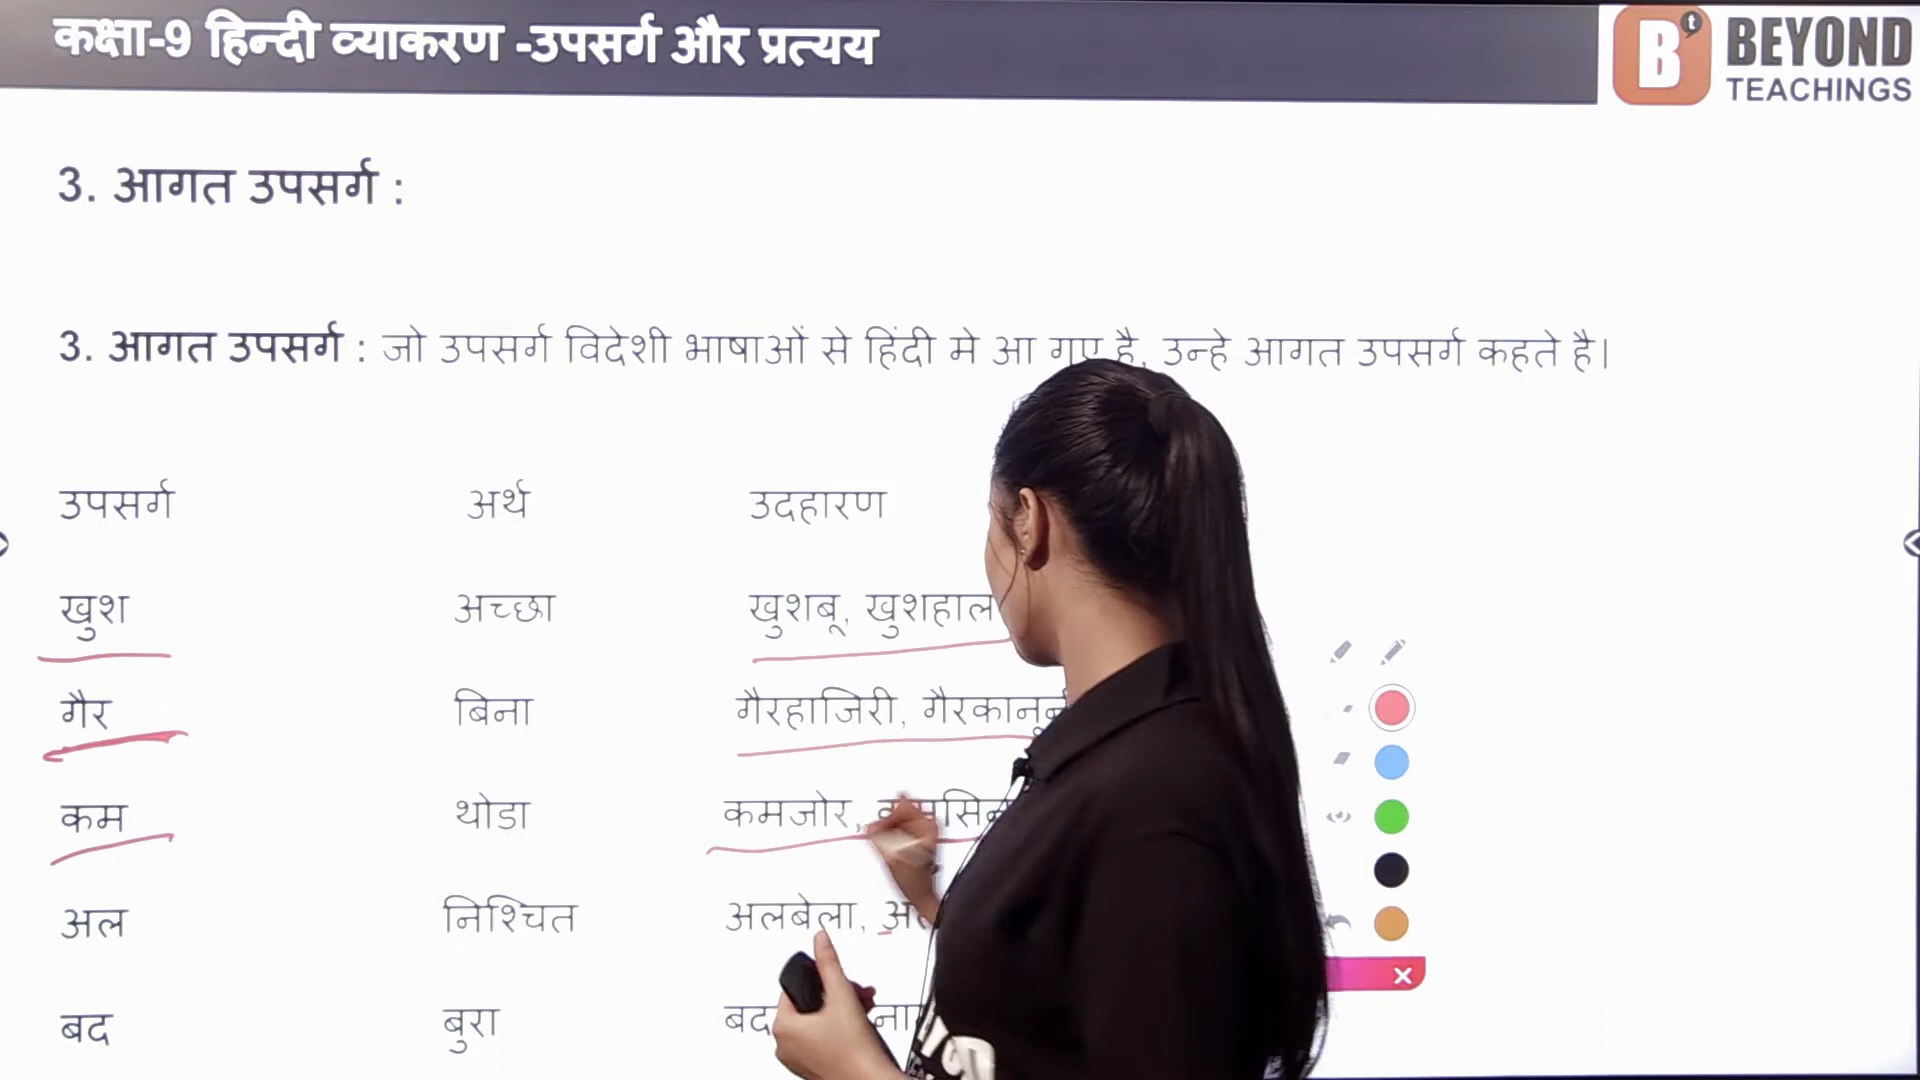 कक्षा-9 हिन्दी व्याकरण -उपसर्ग और प्रत्यय
B t BEYOND
TEACHINGS
3. आगत उपसर्ग :
3. आगत उपसर्ग : जो उपसर्ग विदेशी भाषाओं से हिंदी मे आ गए है, उन्हे आगत उपसर्ग कहते है।
उपसर्ग अर्थ उदहारण
खुश अच्छा खुशबू, खुशहाल
गैर बिना गैरहाजिरी,
कम थोडा कमजोर,
अल निश्चित अलबेला,
बद बुरा